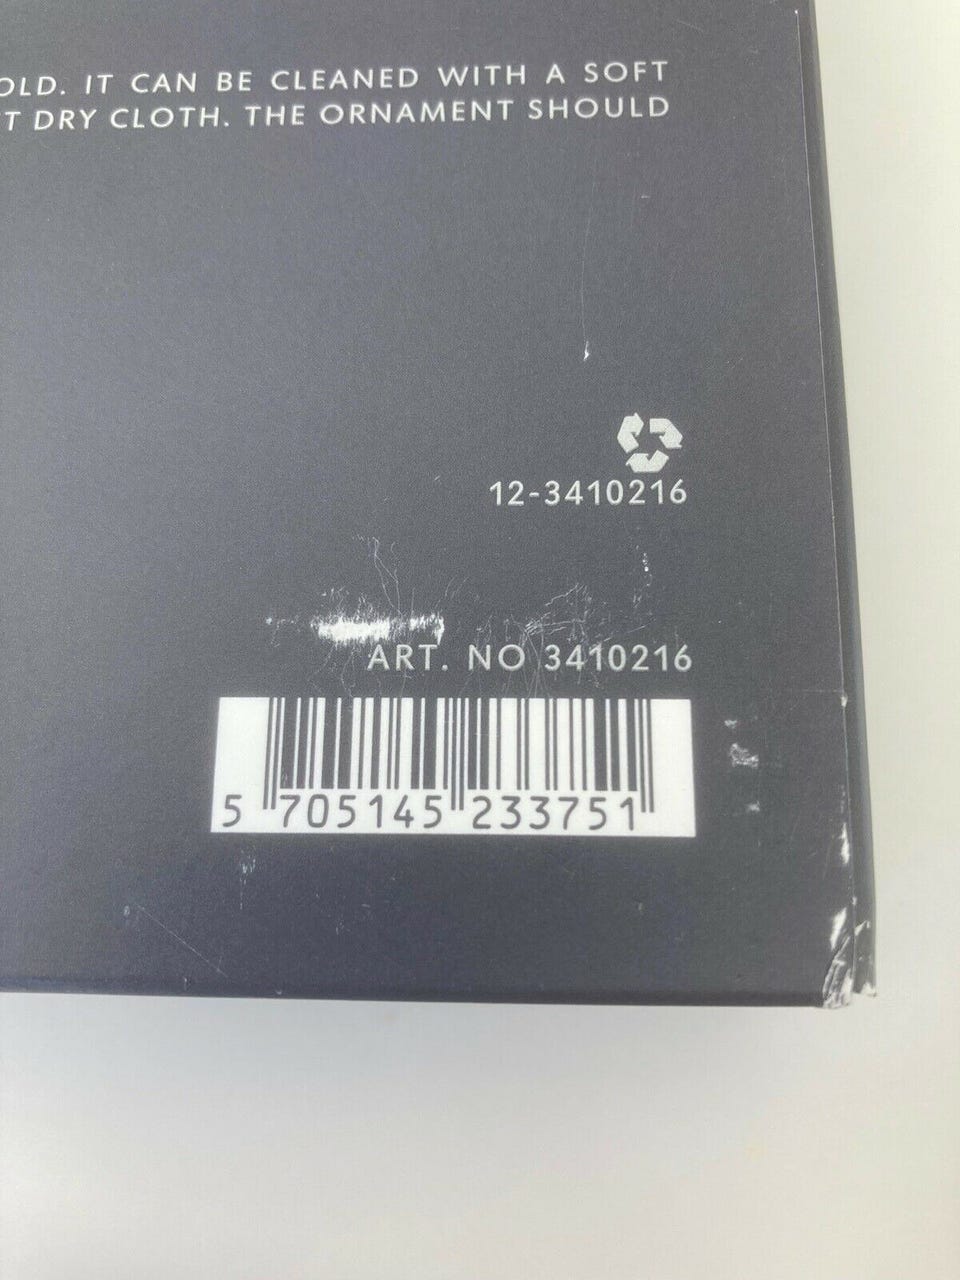 OLD. IT CAN BE CLEANED WITH A SOFT
T DRY CLOTH. THE ORNAMENT SHOULD
12-3410216
ART. NO 3410216
5 705145 233751